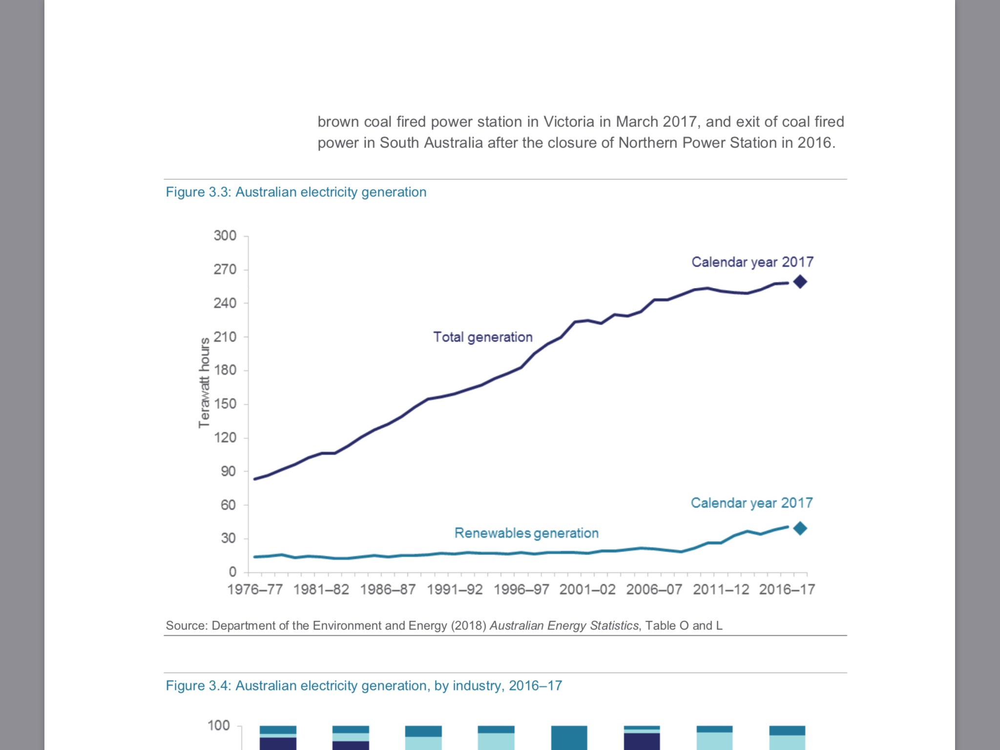 brown coal fired power station in Victoria in March 2017, and exit of coal fired
power in South Australia after the closure of Northern Power Station in 2016.
Figure 3.3: Australian electricity generation
300
270
240
210
180
150
120
90
60
30
0
Terawatt hours
Calendar year 2017
Total generation
Calendar year 2017
Renewables generation
1976–77 1981–82 1986–87 1991–92 1996–97 2001–02 2006–07 2011–12 2016–17
Source: Department of the Environment and Energy (2018) Australian Energy Statistics, Table O and L
Figure 3.4: Australian electricity generation, by industry, 2016–17
100